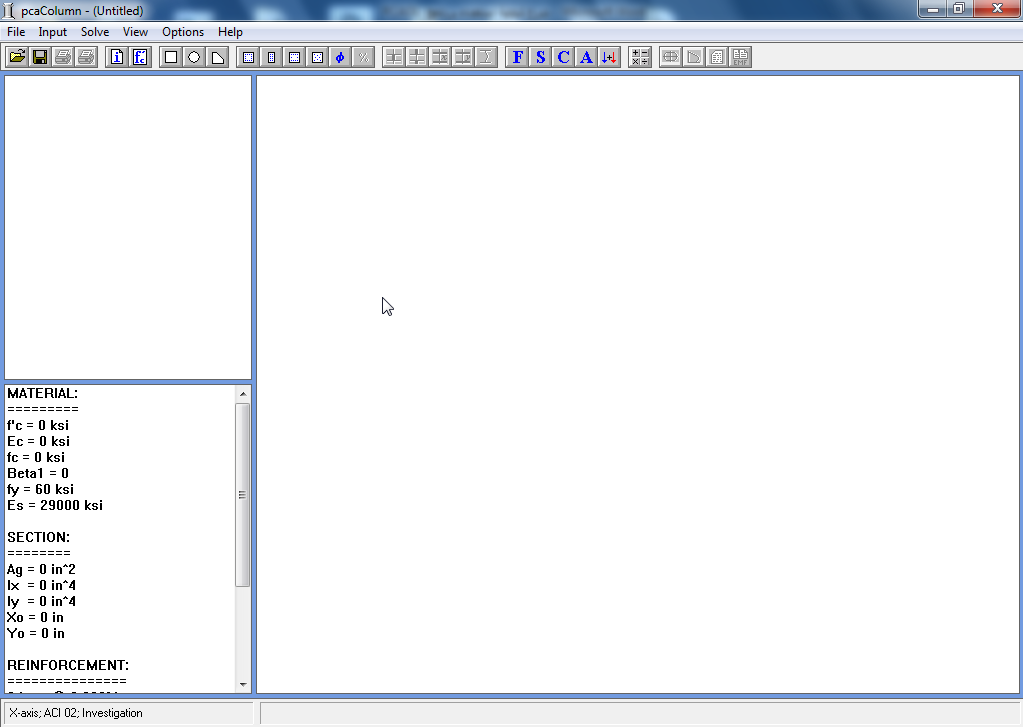 pcaColumn - (Untitled)
File Input Solve View Options Help
i f'c φ % F S C A EMF
MATERIAL:
=========
f'c = 0 ksi
Ec = 0 ksi
fc = 0 ksi
Beta1 = 0
fy = 60 ksi
Es = 29000 ksi
SECTION:
========
Ag = 0 in^2
Ix = 0 in^4
Iy = 0 in^4
Xo = 0 in
Yo = 0 in
REINFORCEMENT:
===============
X-axis; ACI 02; Investigation